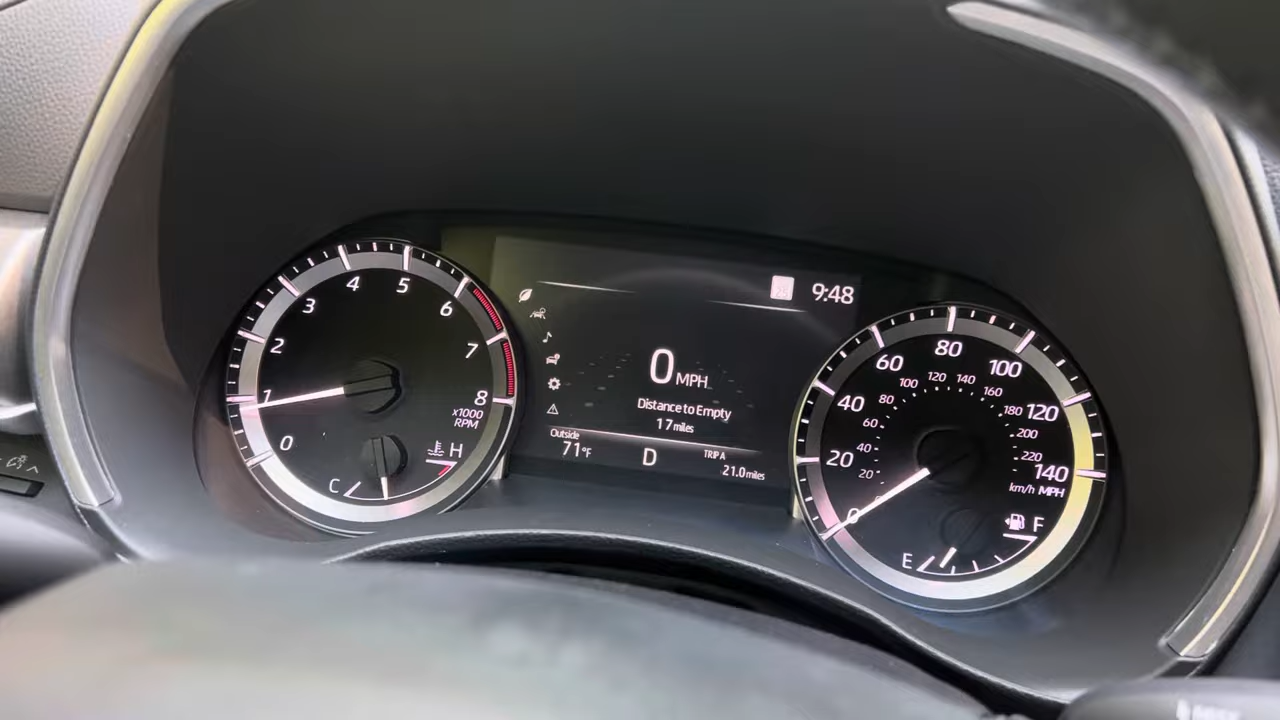 0
1
2
3
4
5
6
7
8
x1000
RPM
C
H
9:48
0 MPH
Distance to Empty
17 miles
Outside
71°F
D
TRIP A
21.0 miles
0
20
40
60
80
100
120
140
20
40
60
80
100
120
140
160
180
200
220
km/h MPH
E
F